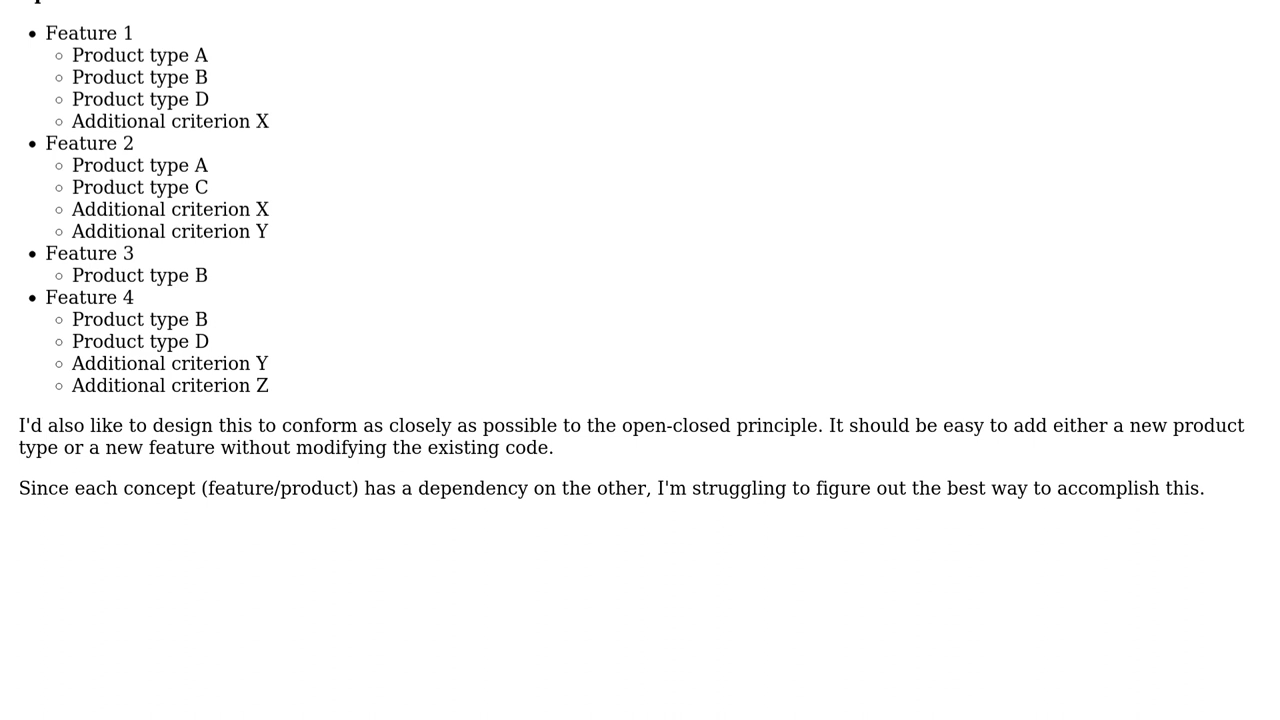 Feature 1
Product type A
Product type B
Product type D
Additional criterion X
Feature 2
Product type A
Product type C
Additional criterion X
Additional criterion Y
Feature 3
Product type B
Feature 4
Product type B
Product type D
Additional criterion Y
Additional criterion Z
I'd also like to design this to conform as closely as possible to the open-closed principle. It should be easy to add either a new product
type or a new feature without modifying the existing code.
Since each concept (feature/product) has a dependency on the other, I'm struggling to figure out the best way to accomplish this.